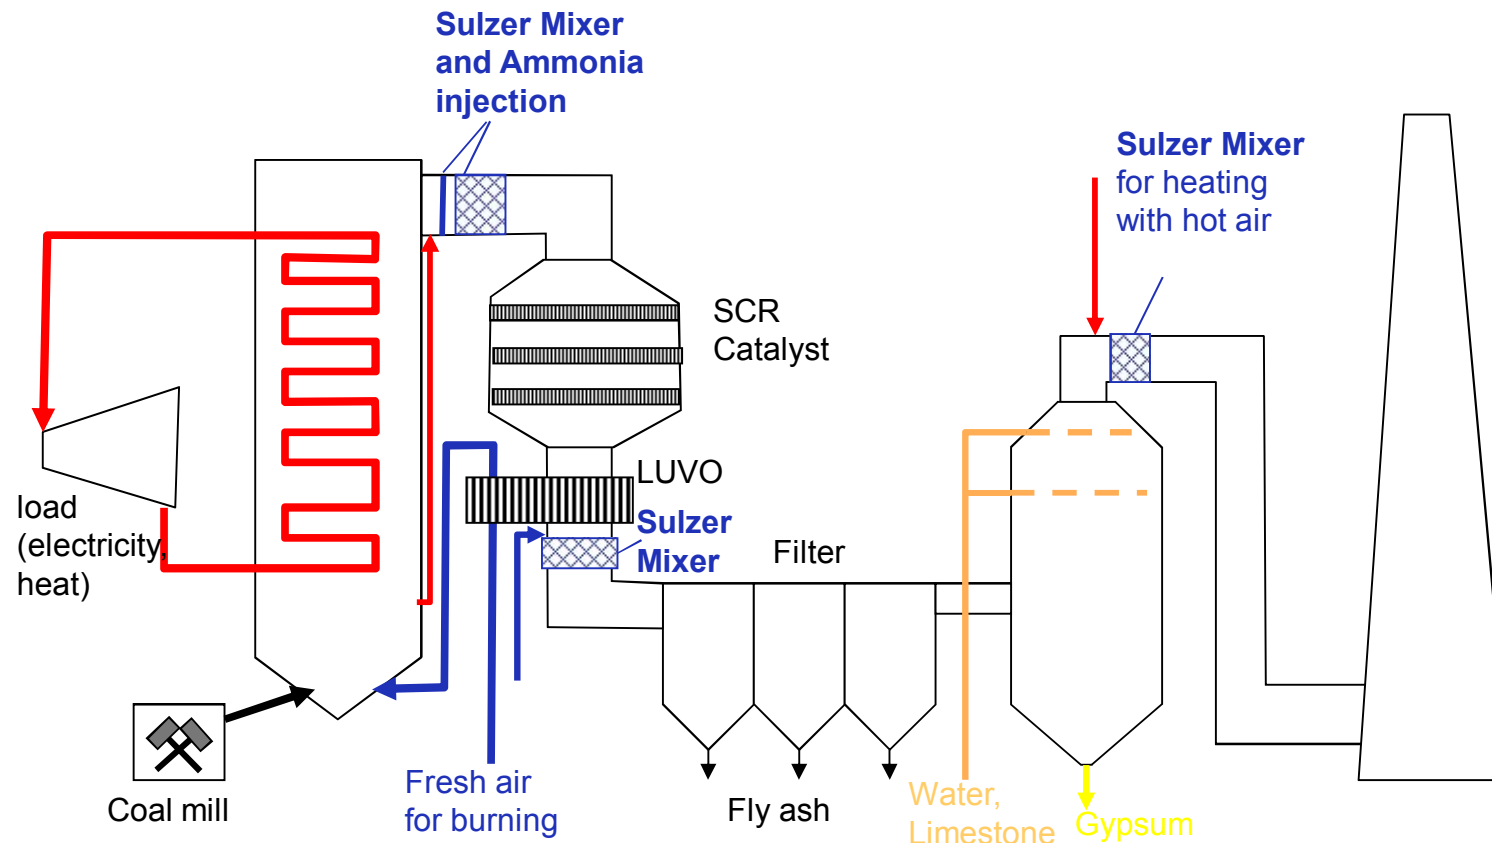 Sulzer Mixer
and Ammonia
injection
Sulzer Mixer
for heating
with hot air
SCR
Catalyst
LUVO
load
(electricity,
heat)
Sulzer
Mixer
Filter
Coal mill
Fresh air
for burning
Fly ash
Water,
Limestone
Gypsum